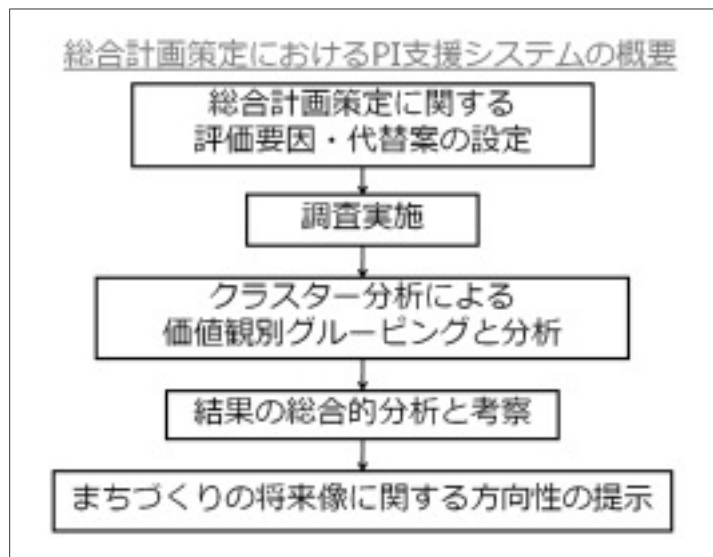 総合計画策定におけるPI支援システムの概要
総合計画策定に関する
評価要因・代替案の設定
調査実施
クラスター分析による
価値観別グルーピングと分析
結果の総合的分析と考察
まちづくりの将来像に関する方向性の提示